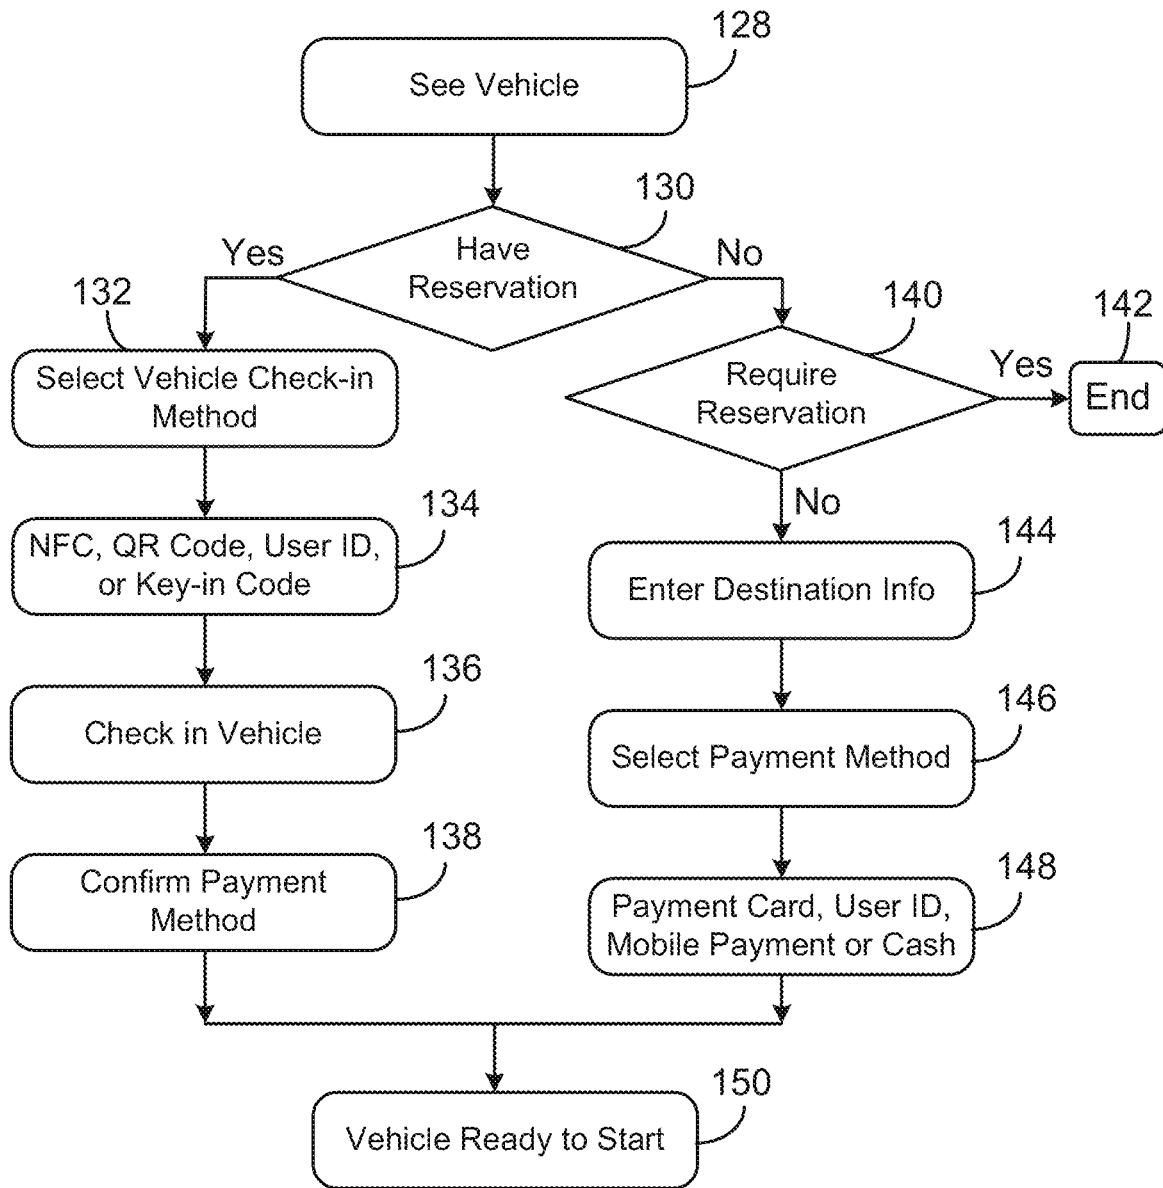 128
See Vehicle
130
Have
Reservation
Yes
No
132
140
142
Select Vehicle Check-in
Method
Require
Reservation
Yes
End
No
134
NFC, QR Code, User ID,
or Key-in Code
144
Enter Destination Info
136
Check in Vehicle
146
Select Payment Method
138
Confirm Payment
Method
148
Payment Card, User ID,
Mobile Payment or Cash
150
Vehicle Ready to Start